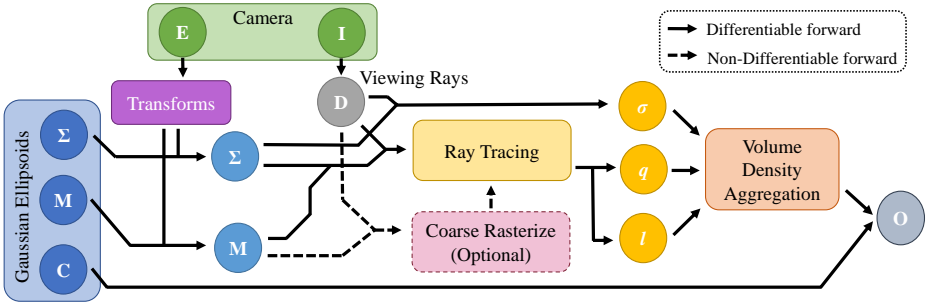 Camera
E
I
Differentiable forward
Non-Differentiable forward
Viewing Rays
D
Transforms
Gaussian Ellipsoids
Σ
M
C
Σ
M
Ray Tracing
Coarse Rasterize
(Optional)
σ
q
l
Volume
Density
Aggregation
O